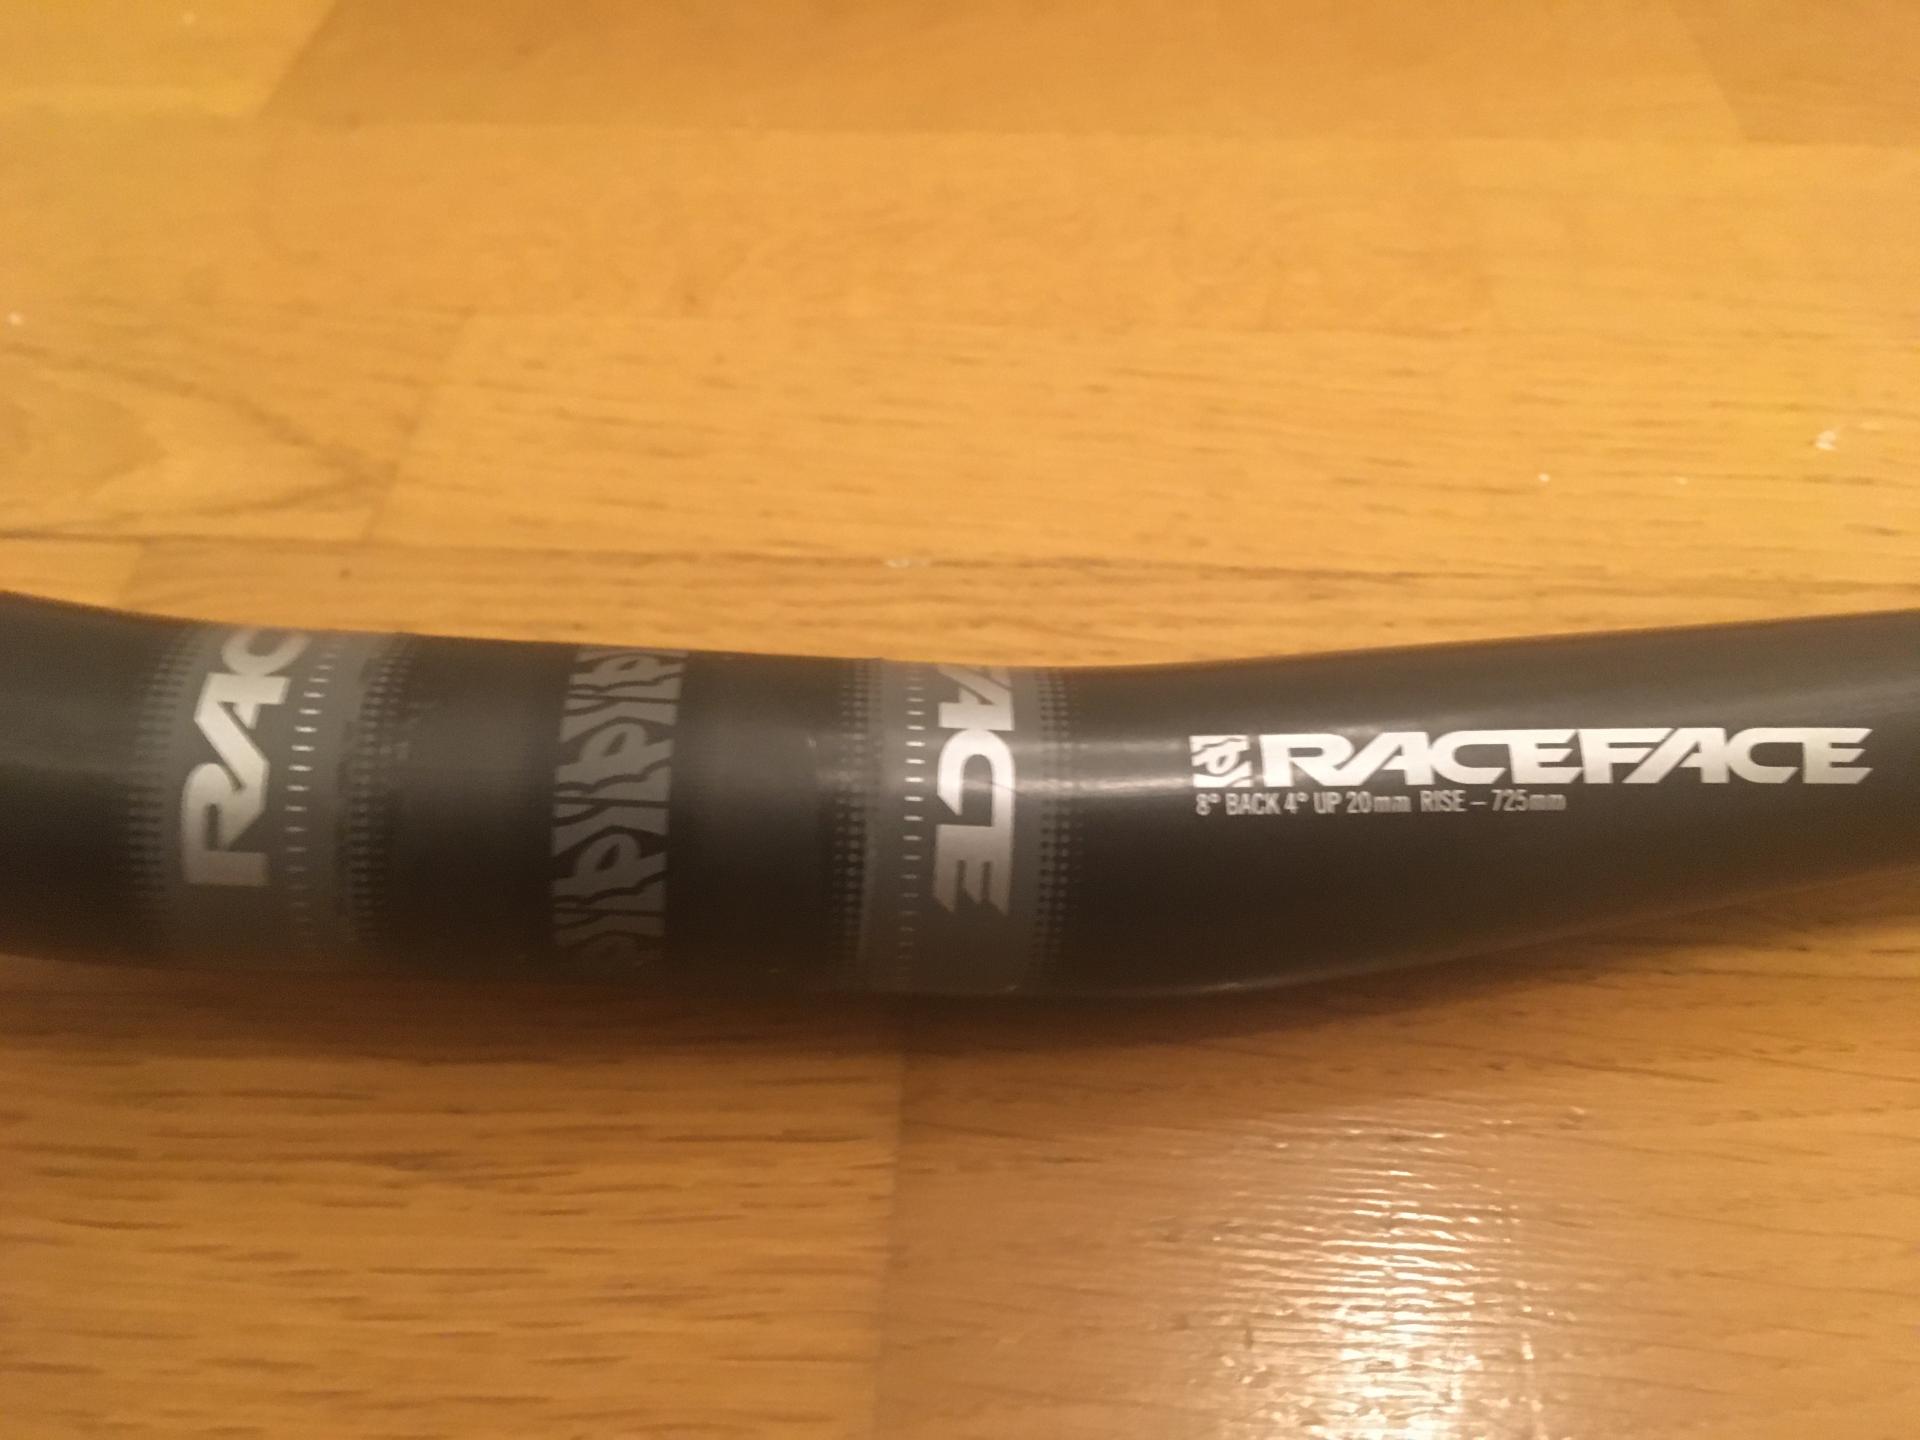 RAC
ACE
RACEFACE
8° BACK 4° UP 20mm RISE – 725mm